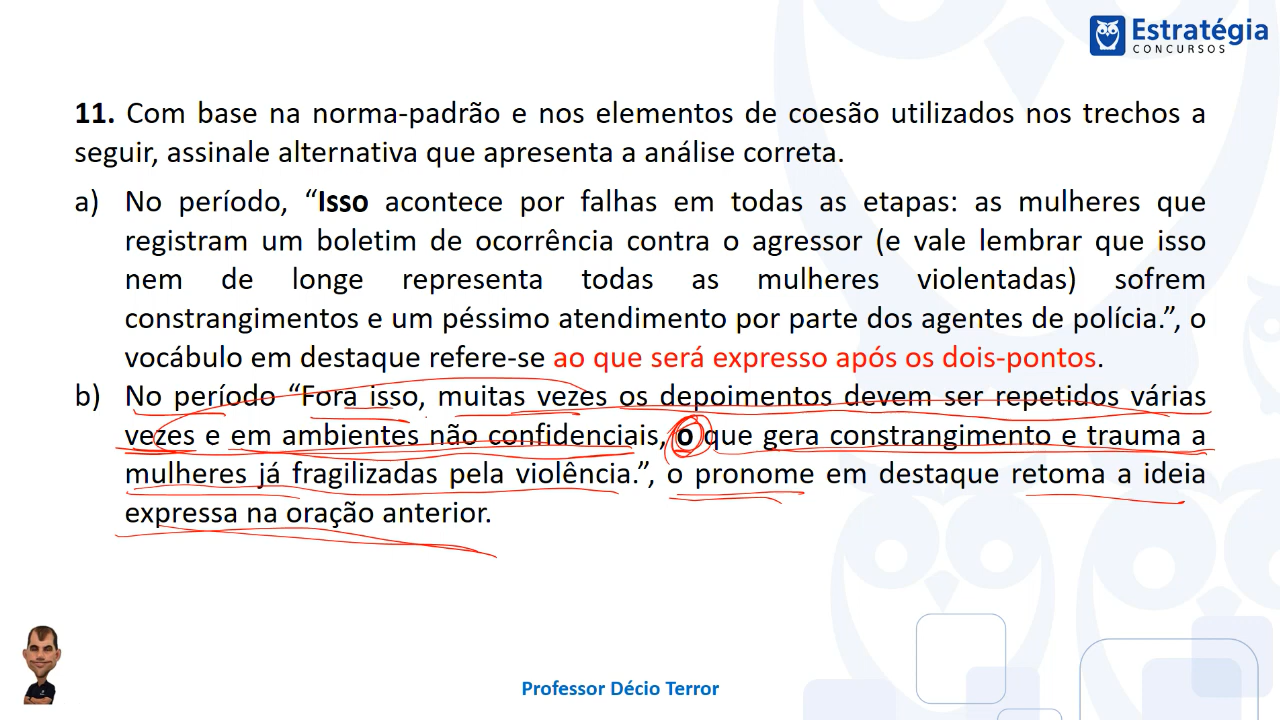 Estratégia
CONCURSOS
11. Com base na norma-padrão e nos elementos de coesão utilizados nos trechos a
seguir, assinale alternativa que apresenta a análise correta.
a) No período, “Isso acontece por falhas em todas as etapas: as mulheres que
registram um boletim de ocorrência contra o agressor (e vale lembrar que isso
nem de longe representa todas as mulheres violentadas) sofrem
constrangimentos e um péssimo atendimento por parte dos agentes de polícia.”, o
vocábulo em destaque refere-se ao que será expresso após os dois-pontos.
b) No período “Fora isso, muitas vezes os depoimentos devem ser repetidos várias
vezes e em ambientes não confidenciais, o que gera constrangimento e trauma a
mulheres já fragilizadas pela violência.”, o pronome em destaque retoma a ideia
expressa na oração anterior.
Professor Décio Terror